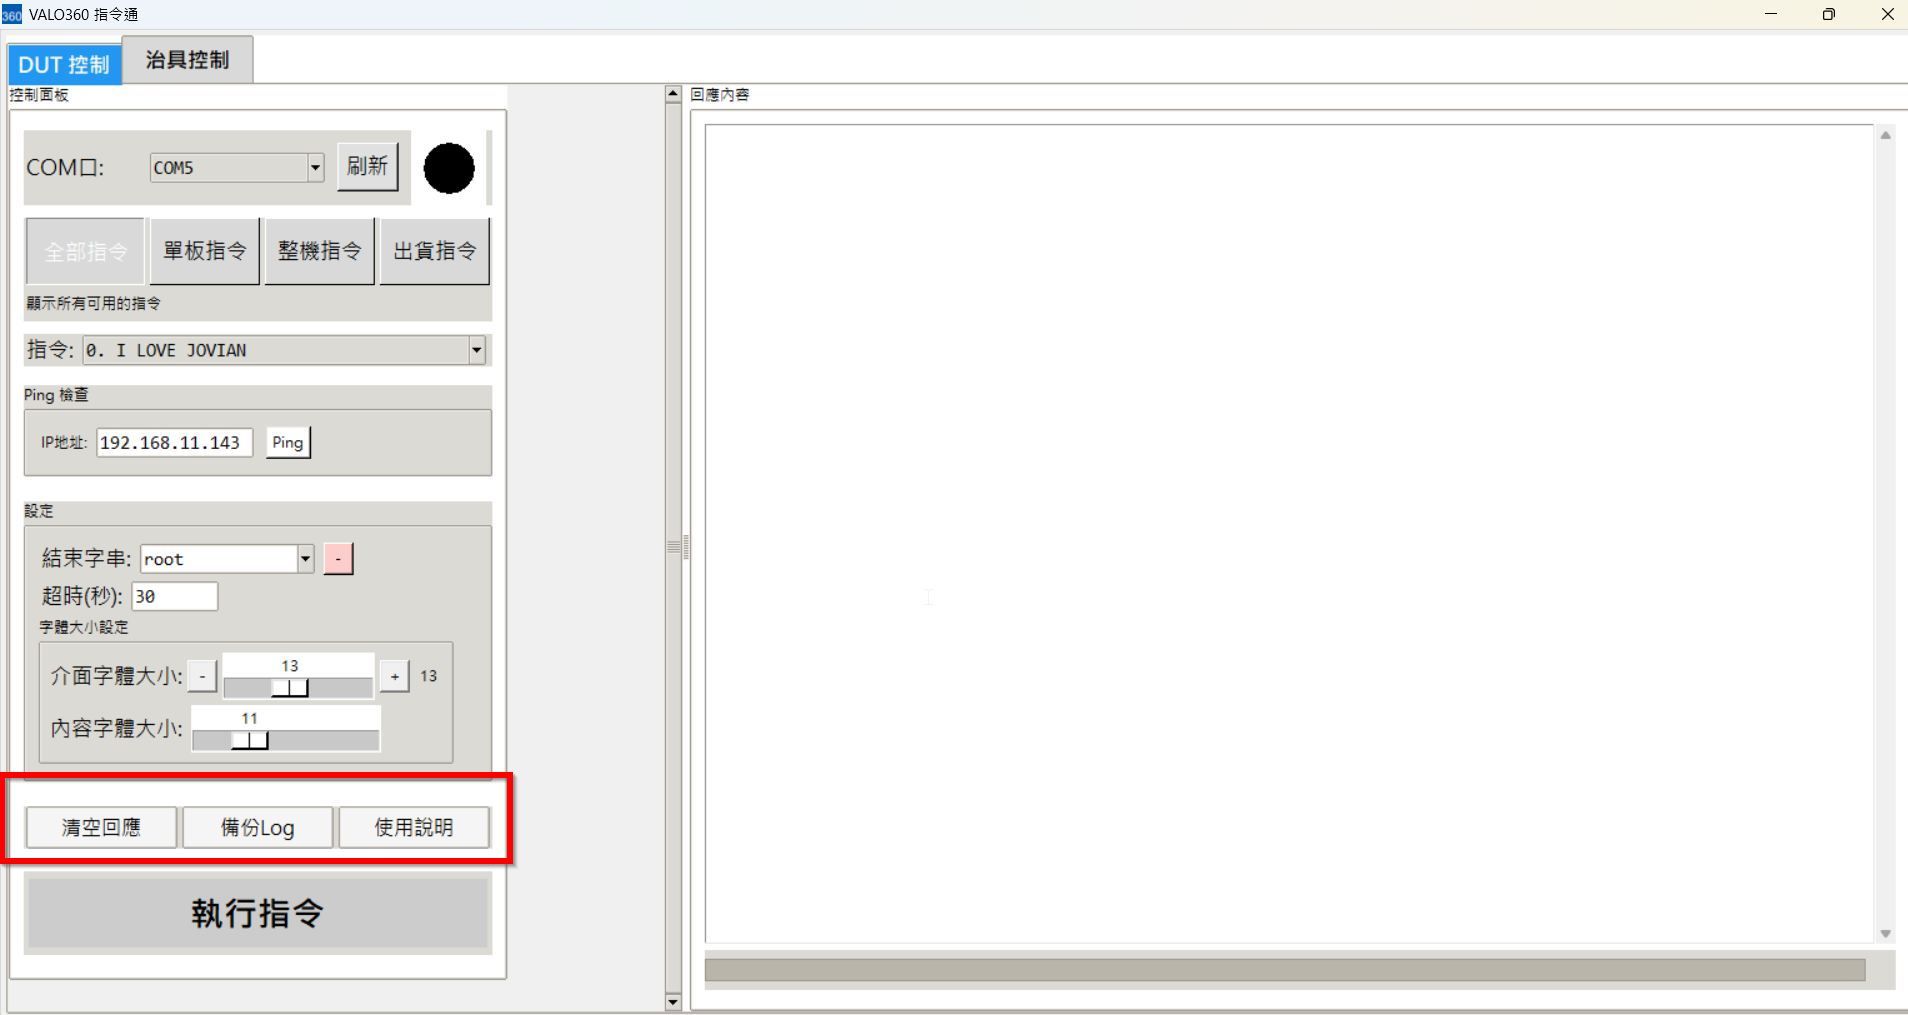 360 VALO360 指令通
DUT 控制 治具控制
控制面板
COM口: COM5 刷新
全部指令 單板指令 整機指令 出貨指令
顯示所有可用的指令
指令: 0. I LOVE JOVIAN
Ping 檢查
IP地址: 192.168.11.143 Ping
設定
結束字串: root -
超時(秒): 30
字體大小設定
介面字體大小: - 13 + 13
內容字體大小: 11
清空回應 備份Log 使用說明
執行指令
回應內容